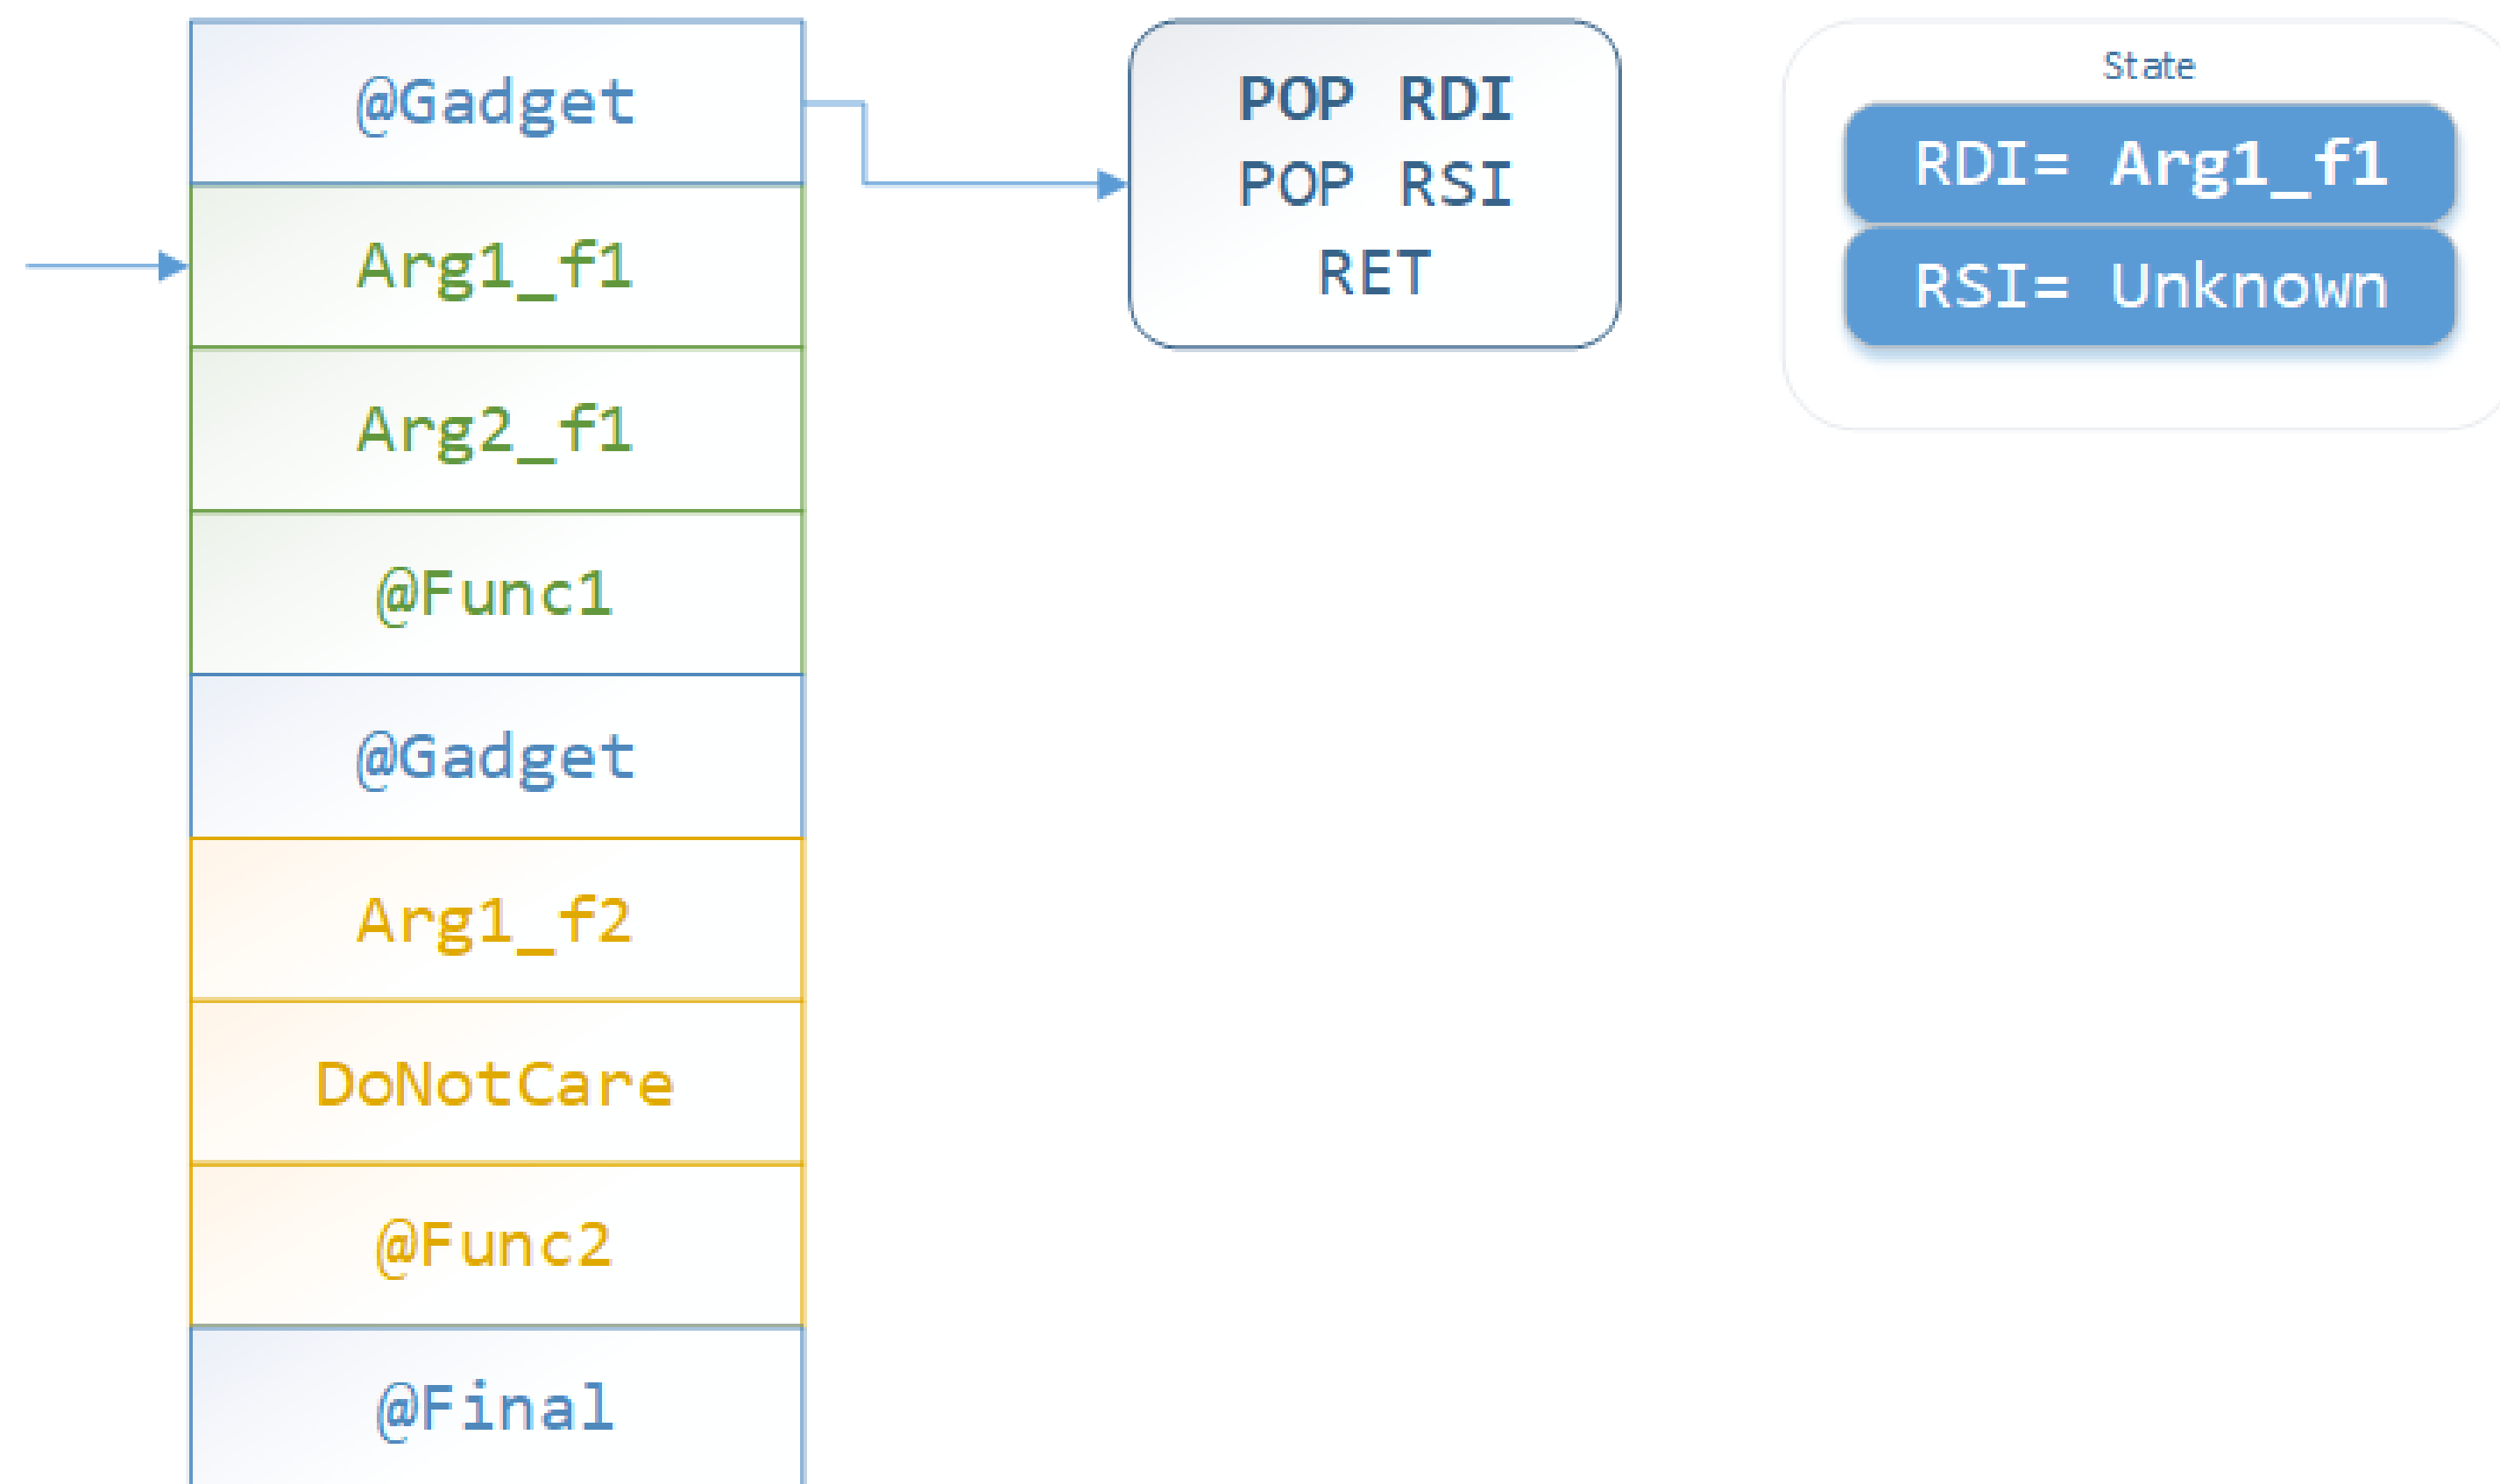 @Gadget
Arg1_f1
Arg2_f1
@Func1
@Gadget
Arg1_f2
DoNotCare
@Func2
@Final
POP RDI
POP RSI
RET
State
RDI= Arg1_f1
RSI= Unknown